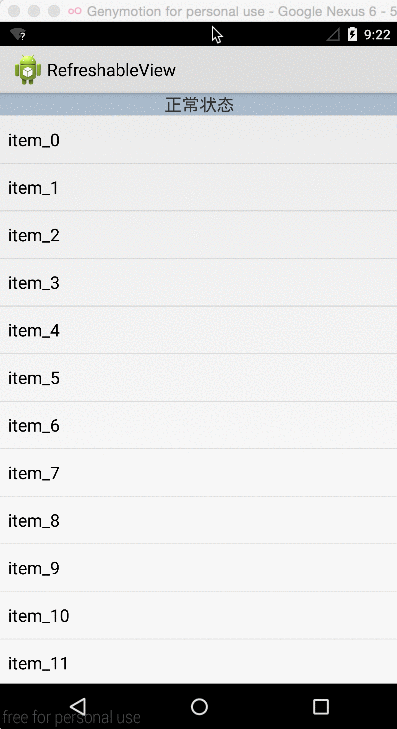 Genymotion for personal use - Google Nexus 6 - 5
9:22
RefreshableView
正常状态
item_0
item_1
item_2
item_3
item_4
item_5
item_6
item_7
item_8
item_9
item_10
item_11
free for personal use